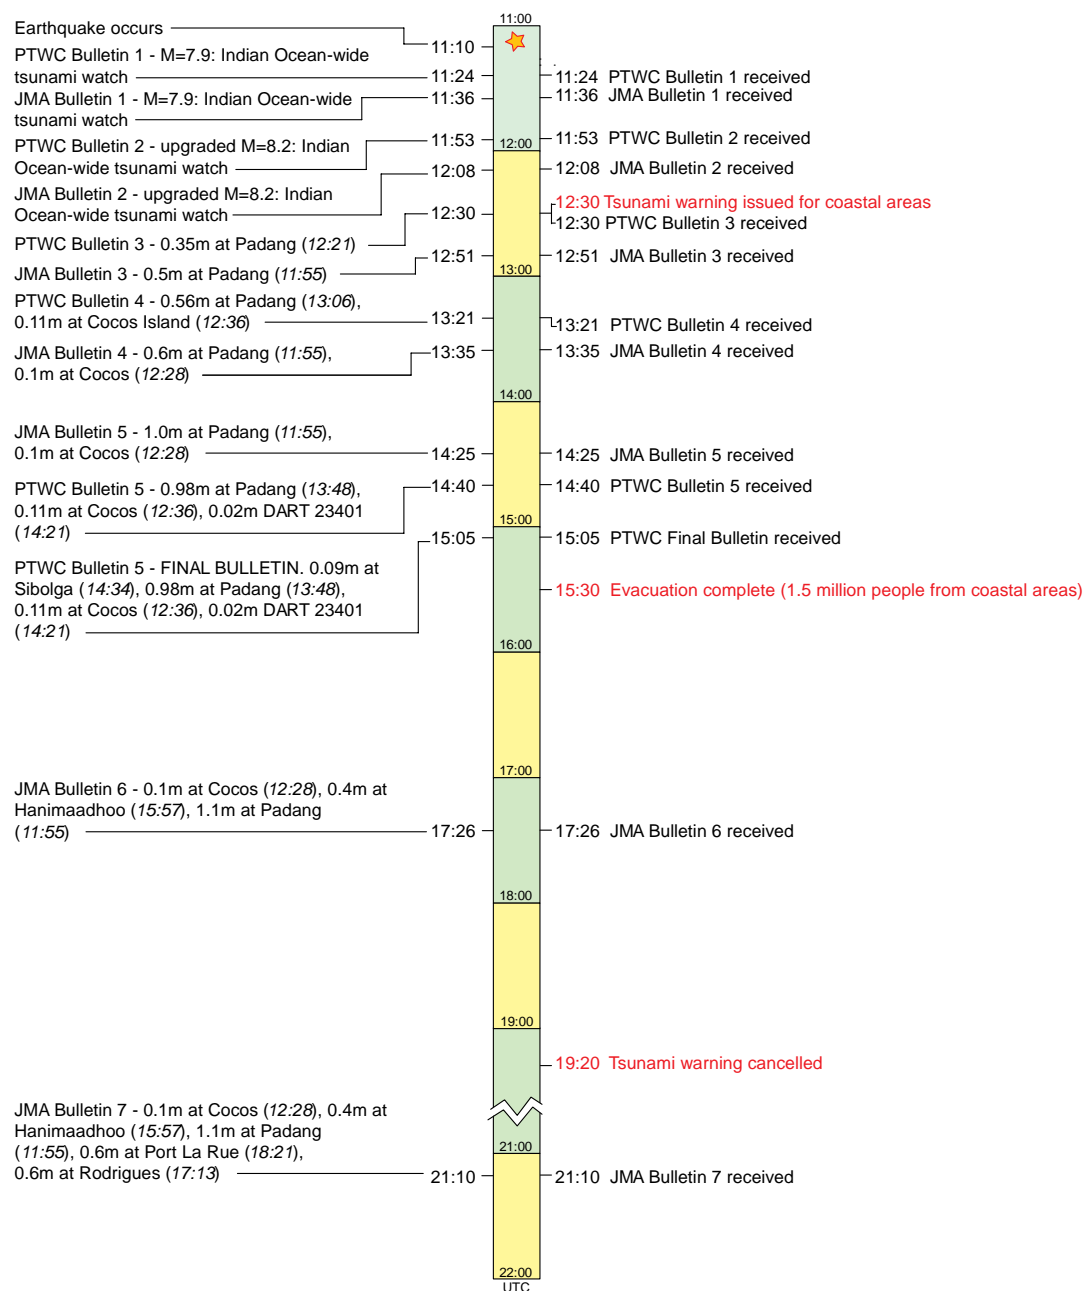 Earthquake occurs
PTWC Bulletin 1 - M=7.9: Indian Ocean-wide
tsunami watch
JMA Bulletin 1 - M=7.9: Indian Ocean-wide
tsunami watch
PTWC Bulletin 2 - upgraded M=8.2: Indian
Ocean-wide tsunami watch
JMA Bulletin 2 - upgraded M=8.2: Indian
Ocean-wide tsunami watch
PTWC Bulletin 3 - 0.35m at Padang (12:21)
JMA Bulletin 3 - 0.5m at Padang (11:55)
PTWC Bulletin 4 - 0.56m at Padang (13:06),
0.11m at Cocos Island (12:36)
JMA Bulletin 4 - 0.6m at Padang (11:55),
0.1m at Cocos (12:28)
JMA Bulletin 5 - 1.0m at Padang (11:55),
0.1m at Cocos (12:28)
PTWC Bulletin 5 - 0.98m at Padang (13:48),
0.11m at Cocos (12:36), 0.02m DART 23401
(14:21)
PTWC Bulletin 5 - FINAL BULLETIN. 0.09m at
Sibolga (14:34), 0.98m at Padang (13:48),
0.11m at Cocos (12:36), 0.02m DART 23401
(14:21)
JMA Bulletin 6 - 0.1m at Cocos (12:28), 0.4m at
Hanimaadhoo (15:57), 1.1m at Padang
(11:55)
JMA Bulletin 7 - 0.1m at Cocos (12:28), 0.4m at
Hanimaadhoo (15:57), 1.1m at Padang
(11:55), 0.6m at Port La Rue (18:21),
0.6m at Rodrigues (17:13)
11:10
11:24
11:36
11:53
12:08
12:30
12:51
13:21
13:35
14:25
14:40
15:05
17:26
21:10
11:00
12:00
13:00
14:00
15:00
16:00
17:00
18:00
19:00
21:00
22:00
UTC
11:24 PTWC Bulletin 1 received
11:36 JMA Bulletin 1 received
11:53 PTWC Bulletin 2 received
12:08 JMA Bulletin 2 received
12:30 Tsunami warning issued for coastal areas
12:30 PTWC Bulletin 3 received
12:51 JMA Bulletin 3 received
13:21 PTWC Bulletin 4 received
13:35 JMA Bulletin 4 received
14:25 JMA Bulletin 5 received
14:40 PTWC Bulletin 5 received
15:05 PTWC Final Bulletin received
15:30 Evacuation complete (1.5 million people from coastal areas)
17:26 JMA Bulletin 6 received
19:20 Tsunami warning cancelled
21:10 JMA Bulletin 7 received